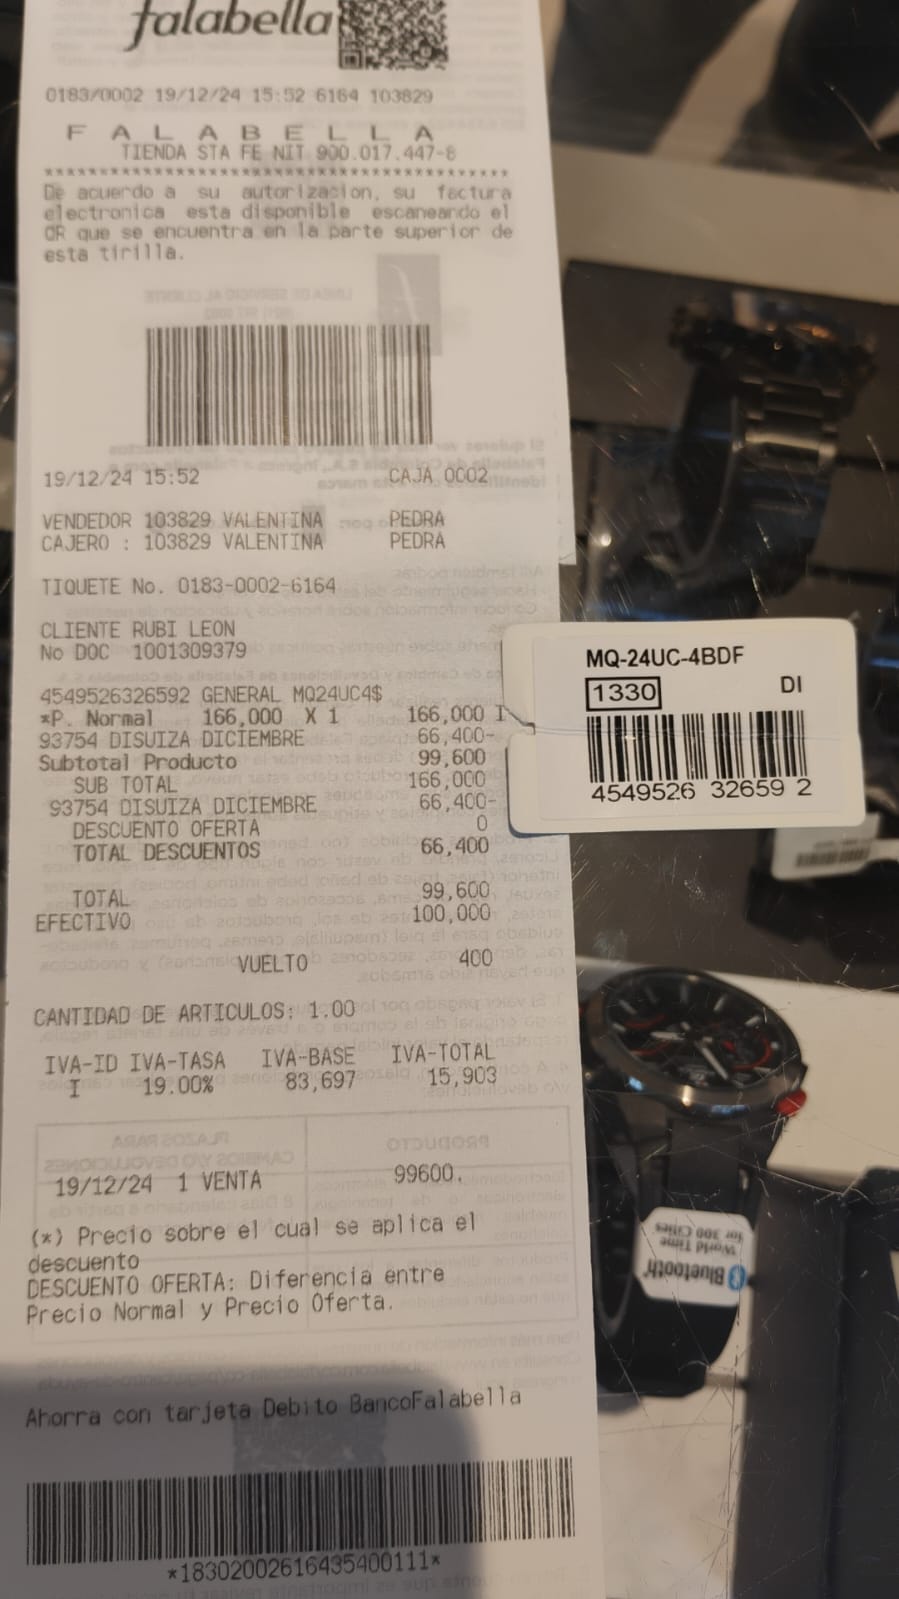 falabella
0183/0002 19/12/24 15:52 6164 103829
F A L A B E L L A
TIENDA STA FE NIT 900.017.447-8
******************************************
De acuerdo a su autorizacion, su factura
electronica esta disponible escaneando el
QR que se encuentra en la parte superior de
esta tirilla.
19/12/24 15:52 CAJA 0002
VENDEDOR 103829 VALENTINA PEDRA
CAJERO : 103829 VALENTINA PEDRA
TIQUETE No. 0183-0002-6164
CLIENTE RUBI LEON
No DOC 1001309379
4549526326592 GENERAL MQ24UC4$
*P. Normal 166,000 X 1 166,000 I
93754 DISUIZA DICIEMBRE 66,400-
Subtotal Producto 99,600
SUB TOTAL 166,000
93754 DISUIZA DICIEMBRE 66,400-
DESCUENTO OFERTA 0
TOTAL DESCUENTOS 66,400
TOTAL 99,600
EFECTIVO 100,000
VUELTO 400
CANTIDAD DE ARTICULOS: 1.00
IVA-ID IVA-TASA IVA-BASE IVA-TOTAL
I 19.00% 83,697 15,903
19/12/24 1 VENTA 99600.
(*) Precio sobre el cual se aplica el
descuento
DESCUENTO OFERTA: Diferencia entre
Precio Normal y Precio Oferta.
Ahorra con tarjeta Debito BancoFalabella
*18302002616435400111*
MQ-24UC-4BDF
1330 DI
4549526 32659 2
Bluetooth
World Time
for 300 Cities